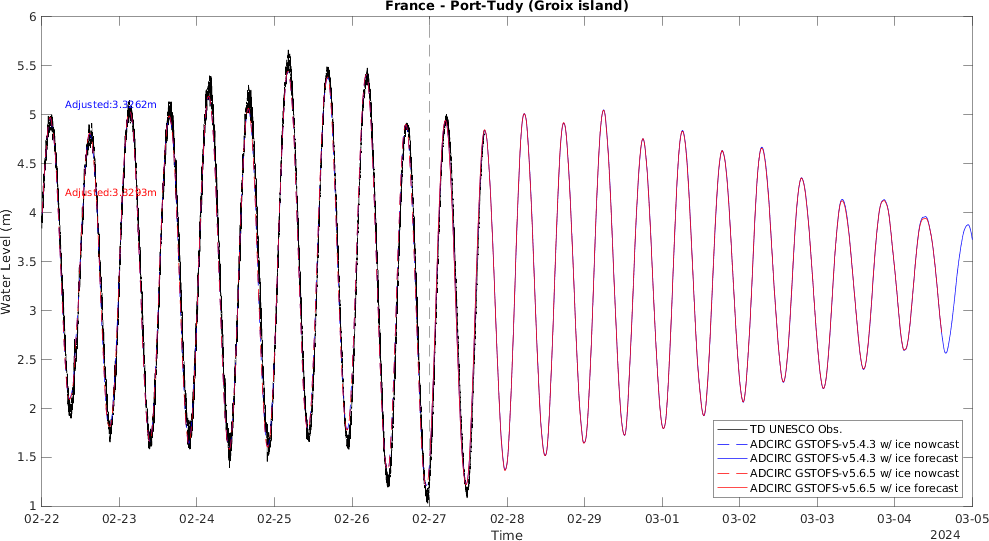 France - Port-Tudy (Groix island)
6
5.5
5
4.5
4
3.5
3
2.5
2
1.5
1
Water Level (m)
Adjusted:3.3262m
Adjusted:3.3293m
TD UNESCO Obs.
ADCIRC GSTOFS-v5.4.3 w/ ice nowcast
ADCIRC GSTOFS-v5.4.3 w/ ice forecast
ADCIRC GSTOFS-v5.6.5 w/ ice nowcast
ADCIRC GSTOFS-v5.6.5 w/ ice forecast
02-22 02-23 02-24 02-25 02-26 02-27 02-28 02-29 03-01 03-02 03-03 03-04 03-05
Time
2024